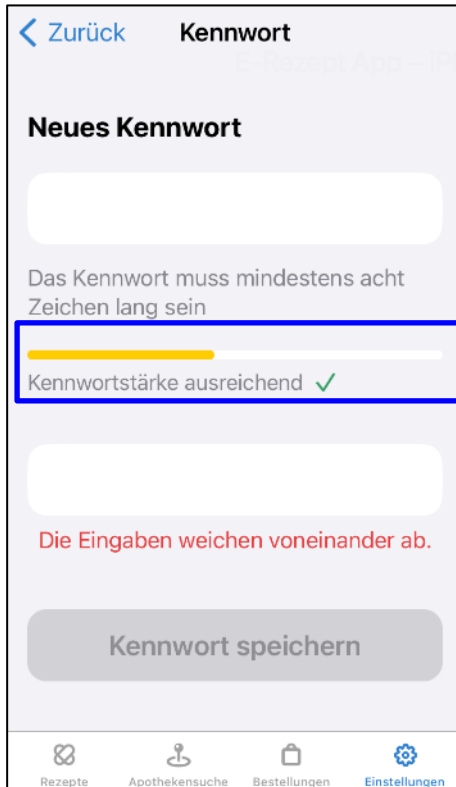 Zurück
Kennwort
E-Rezept App – iP
Neues Kennwort
Das Kennwort muss mindestens acht
Zeichen lang sein
Kennwortstärke ausreichend ✓
Die Eingaben weichen voneinander ab.
Kennwort speichern
Rezepte
Apothekensuche
Bestellungen
Einstellungen